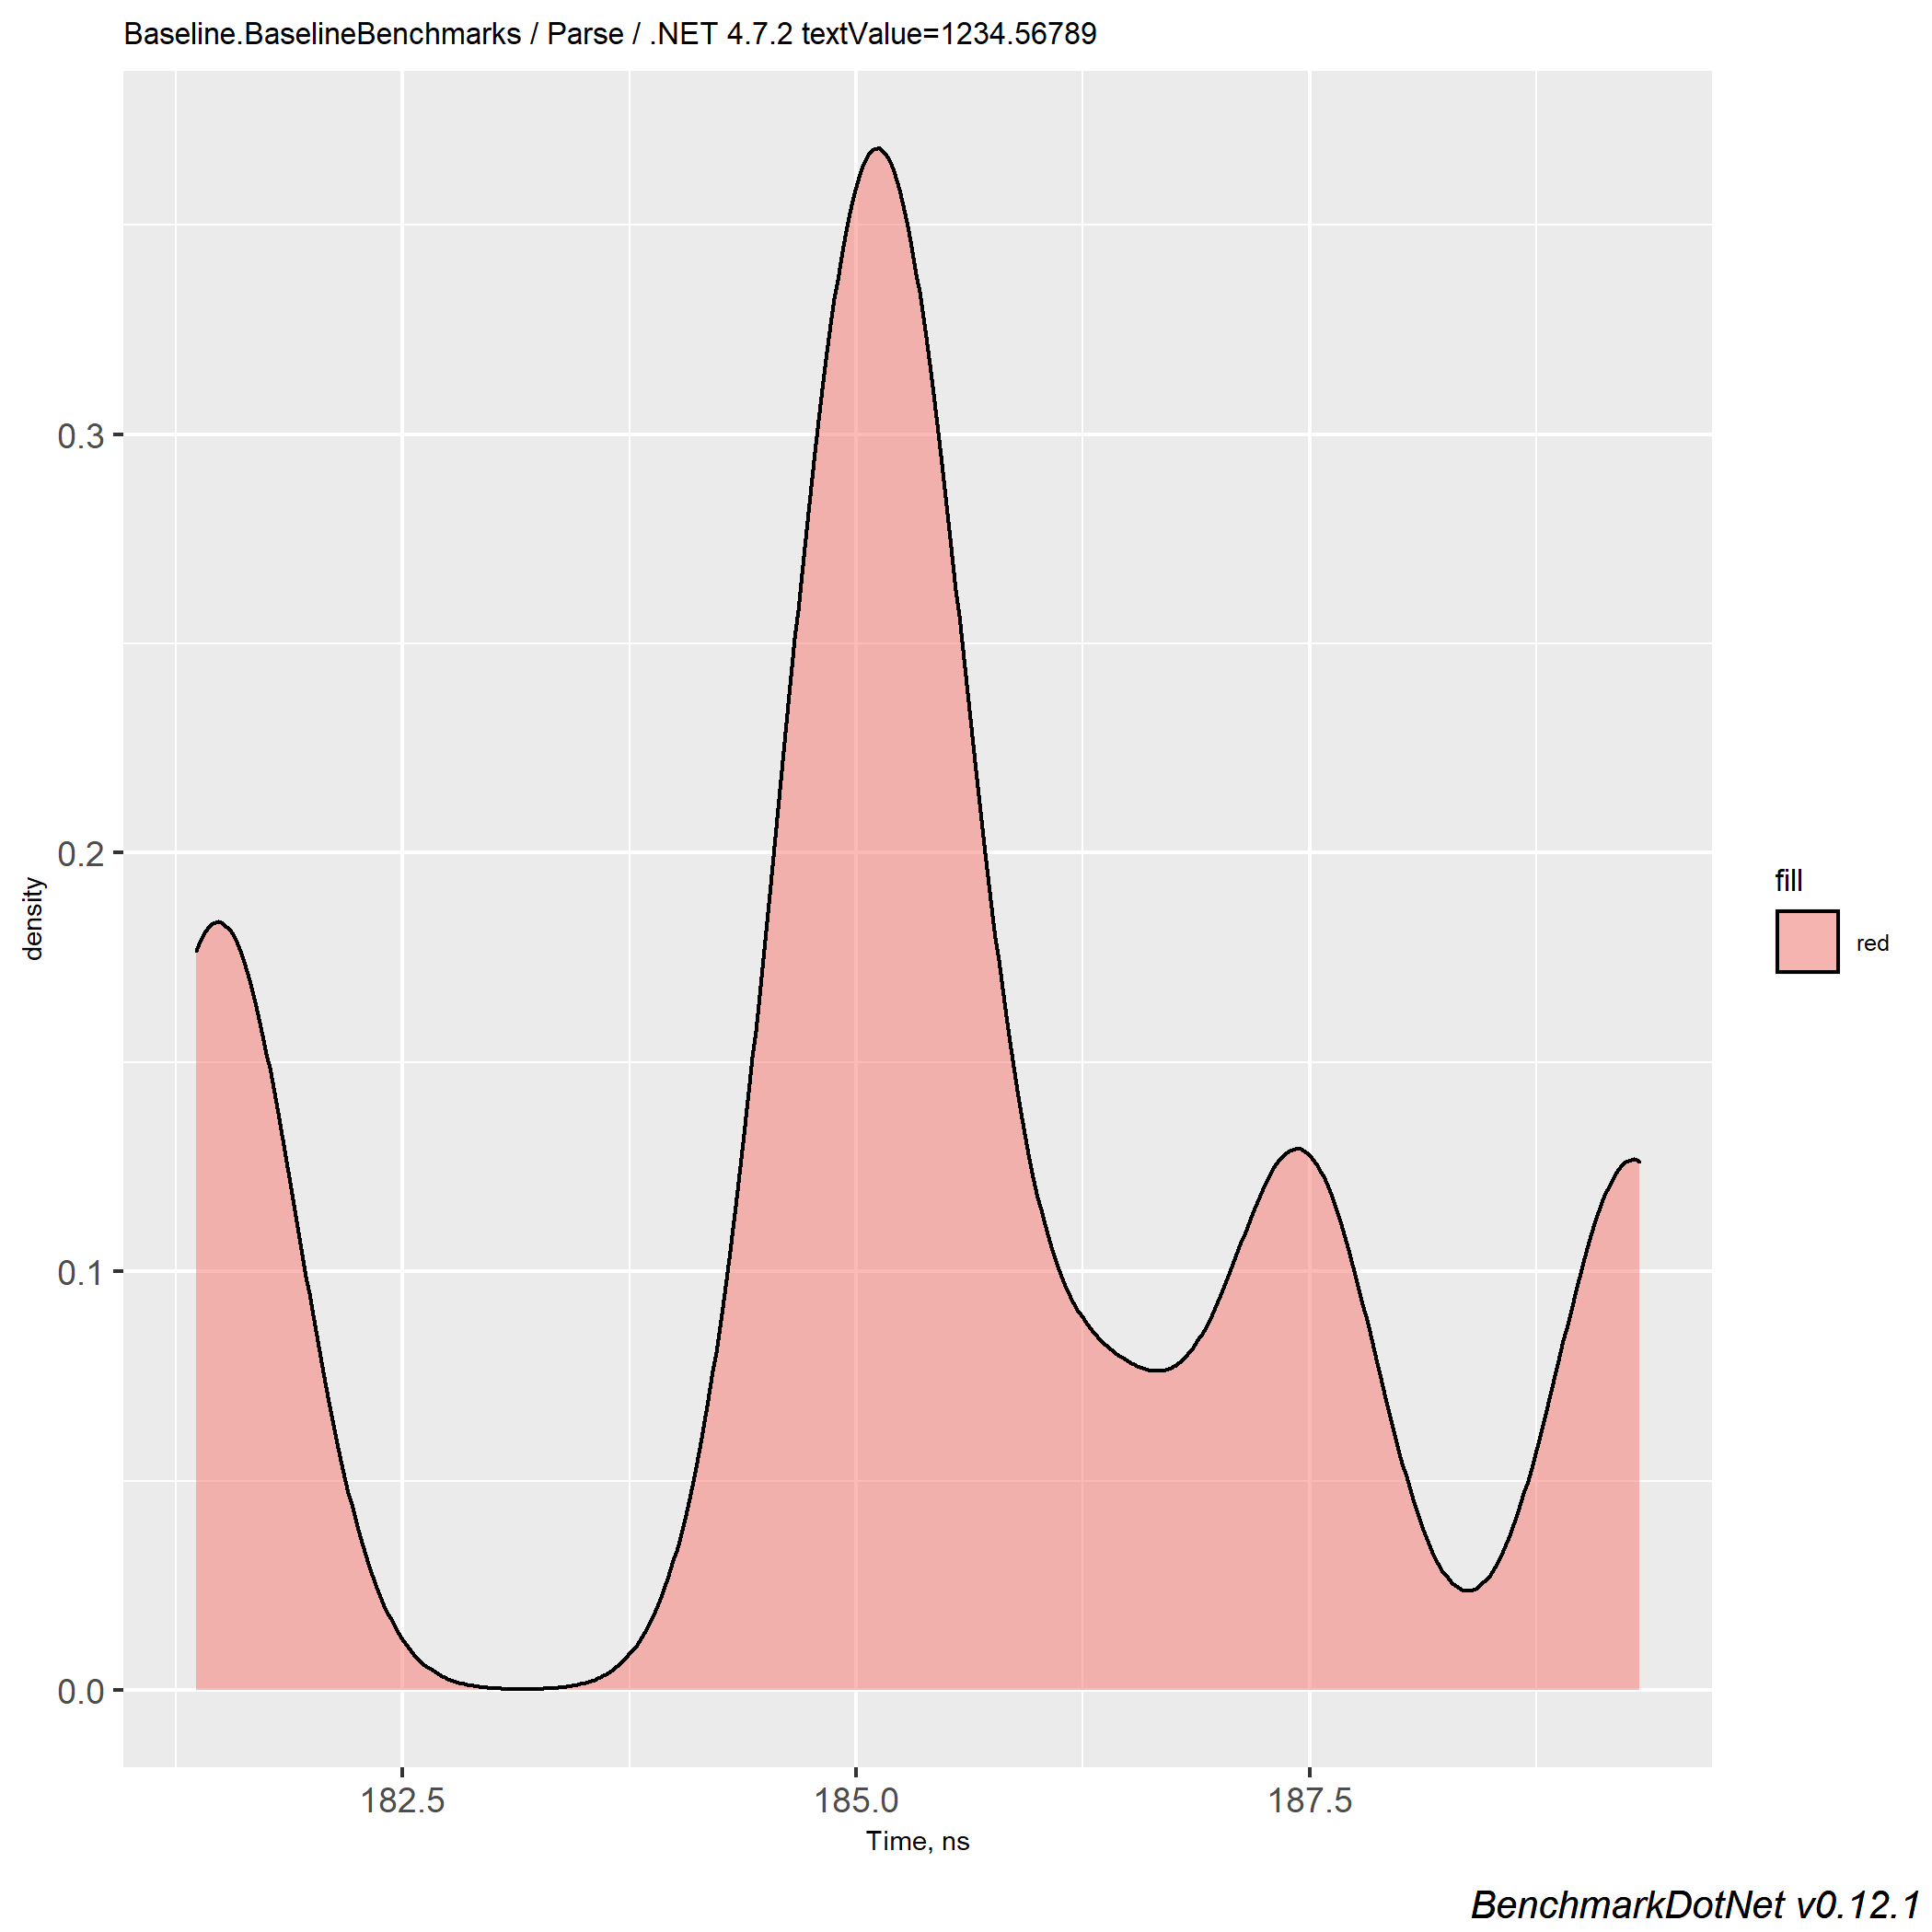 Baseline.BaselineBenchmarks / Parse / .NET 4.7.2 textValue=1234.56789
density
0.3
0.2
0.1
0.0
182.5 185.0 187.5
Time, ns
fill
red
BenchmarkDotNet v0.12.1